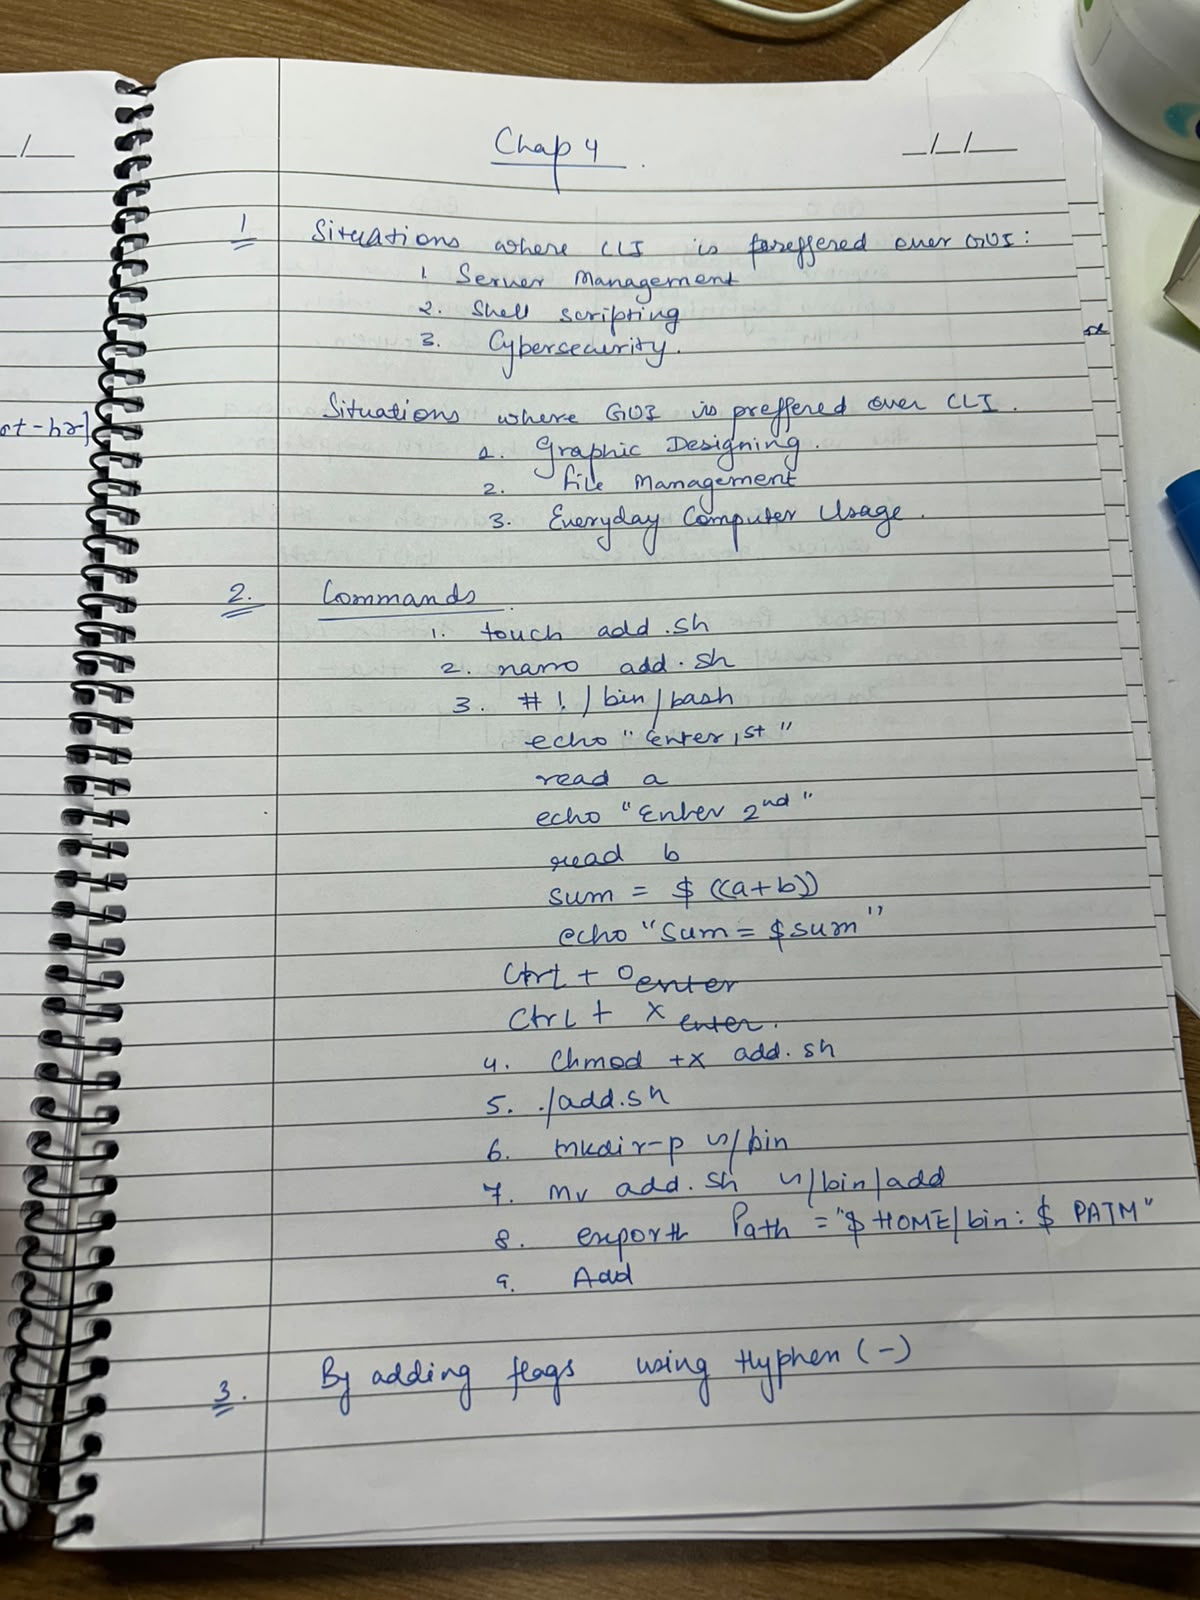 Chap 4
_/_/__
1 Situations where CLI is prreffered over GUI:
1. Server Management
2. Shell scripting
3. Cybersecurity.
Situations where GUI is preffered over CLI.
1. Graphic Designing.
2. File Management
3. Everyday Computer Usage.
2. Commands
1. touch add.sh
2. nano add.sh
3. #!/bin/bash
echo "Enter 1st"
read a
echo "Enter 2nd"
read b
sum = $((a+b))
echo "Sum = $sum"
Ctrl + O enter
Ctrl + X enter.
4. Chmod +x add.sh
5. ./add.sh
6. mkdir -p ~/bin
7. mv add.sh ~/bin/add
8. export Path = "$HOME/bin: $ PATM"
9. Add
3. By adding flags using Hyphen (-)